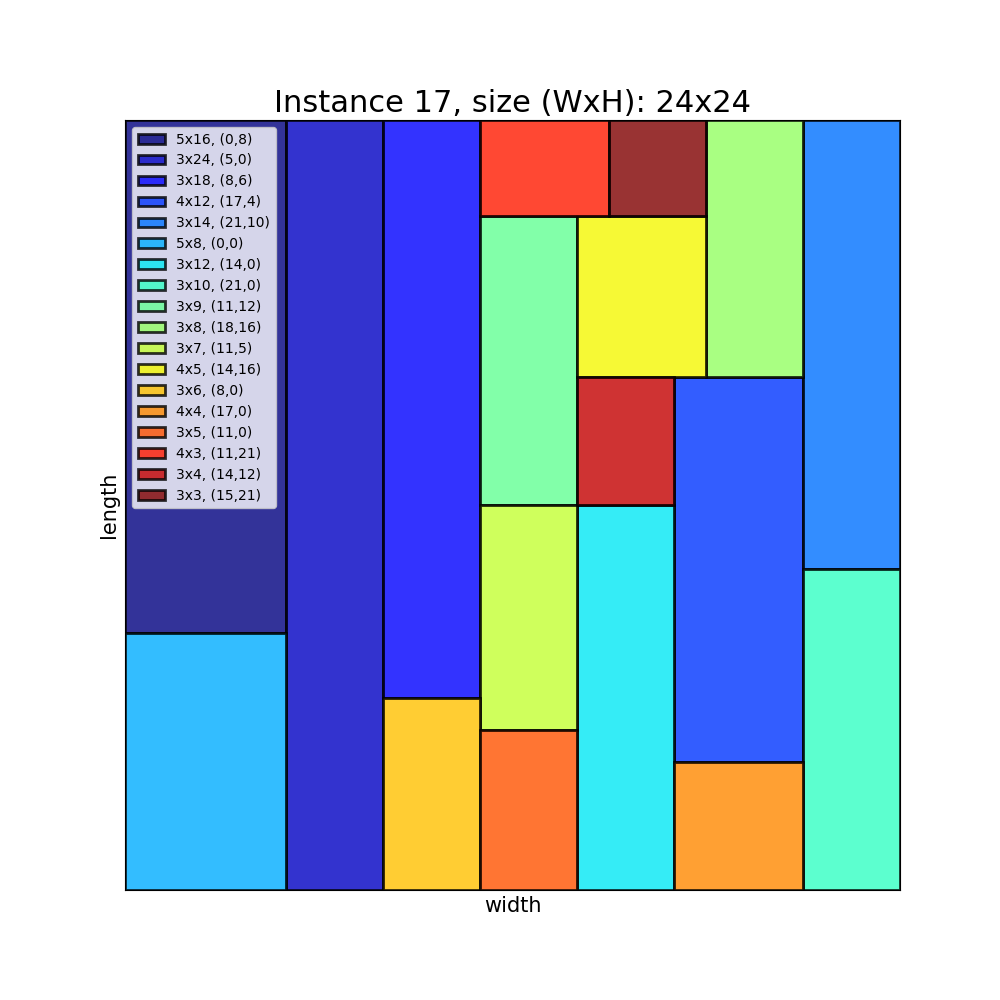 Instance 17, size (WxH): 24x24
5x16, (0,8)
3x24, (5,0)
3x18, (8,6)
4x12, (17,4)
3x14, (21,10)
5x8, (0,0)
3x12, (14,0)
3x10, (21,0)
3x9, (11,12)
3x8, (18,16)
3x7, (11,5)
4x5, (14,16)
3x6, (8,0)
4x4, (17,0)
3x5, (11,0)
4x3, (11,21)
3x4, (14,12)
3x3, (15,21)
length
width